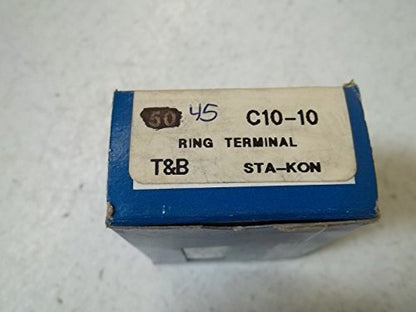 50 45 C10-10
RING TERMINAL
T&B STA-KON